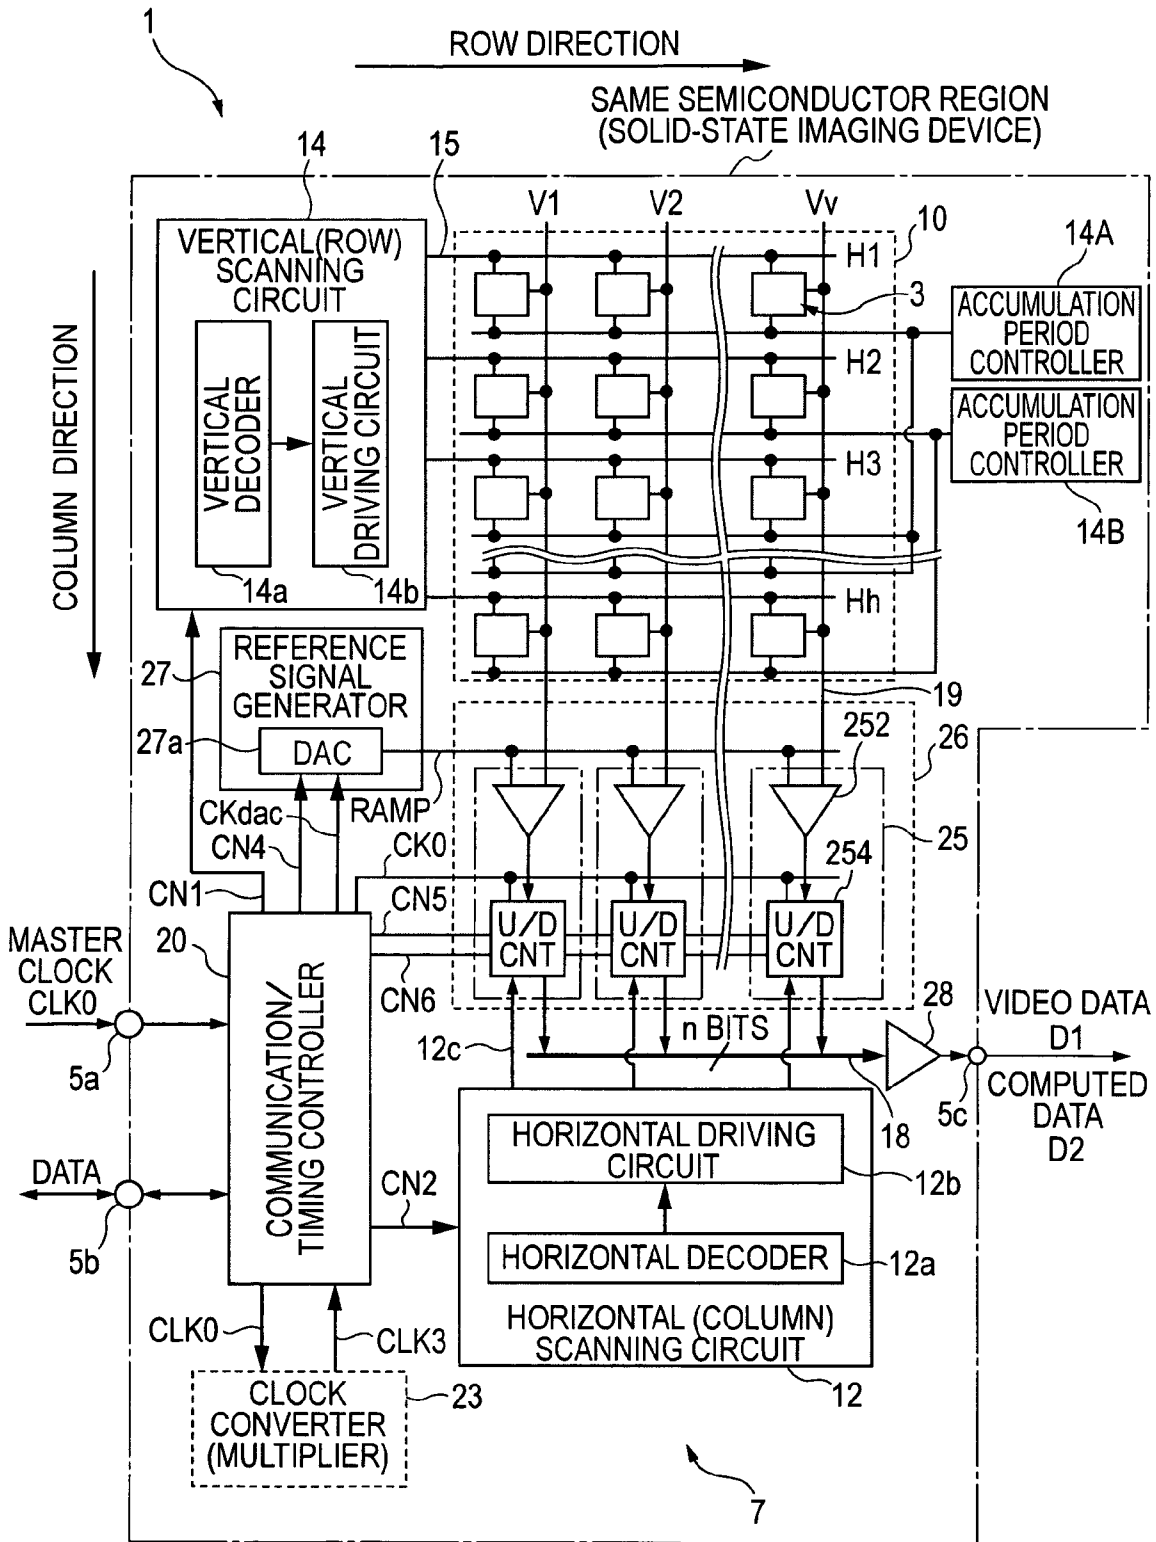 1
ROW DIRECTION
SAME SEMICONDUCTOR REGION
(SOLID-STATE IMAGING DEVICE)
14
15
V1
V2
Vv
10
14A
VERTICAL(ROW)
SCANNING
CIRCUIT
H1
3
ACCUMULATION
PERIOD
CONTROLLER
COLUMN DIRECTION
VERTICAL
DECODER
VERTICAL
DRIVING CIRCUIT
H2
ACCUMULATION
PERIOD
CONTROLLER
H3
14B
14a
14b
Hh
27
REFERENCE
SIGNAL
GENERATOR
19
27a
DAC
252
26
RAMP
CKdac
CN4
CK0
254
25
CN1
CN5
U/D
CNT
U/D
CNT
U/D
CNT
MASTER
CLOCK
CLK0
20
CN6
28
VIDEO DATA
D1
n BITS
12c
5a
COMMUNICATION/
TIMING CONTROLLER
18
5c
COMPUTED
DATA
D2
HORIZONTAL DRIVING
CIRCUIT
12b
DATA
CN2
5b
HORIZONTAL DECODER
12a
CLK0
CLK3
HORIZONTAL (COLUMN)
SCANNING CIRCUIT
12
CLOCK
CONVERTER
(MULTIPLIER)
23
7